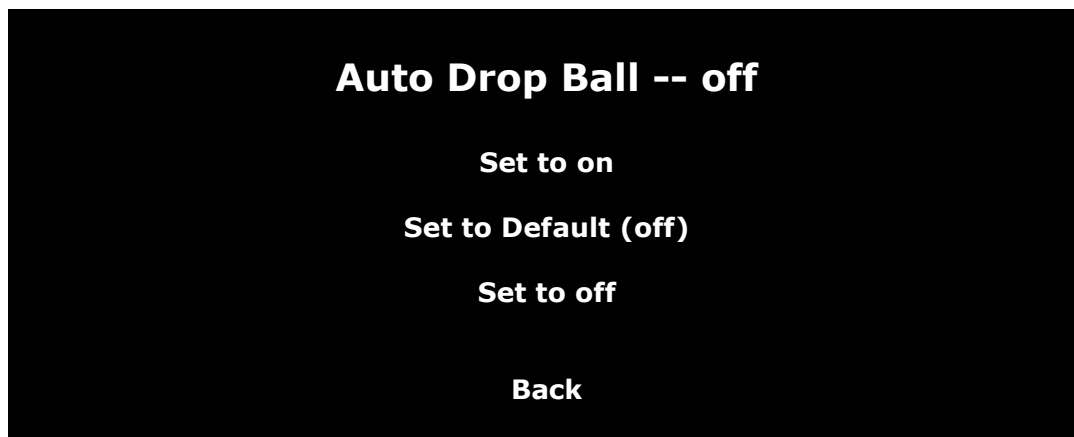 Auto Drop Ball -- off
Set to on
Set to Default (off)
Set to off
Back